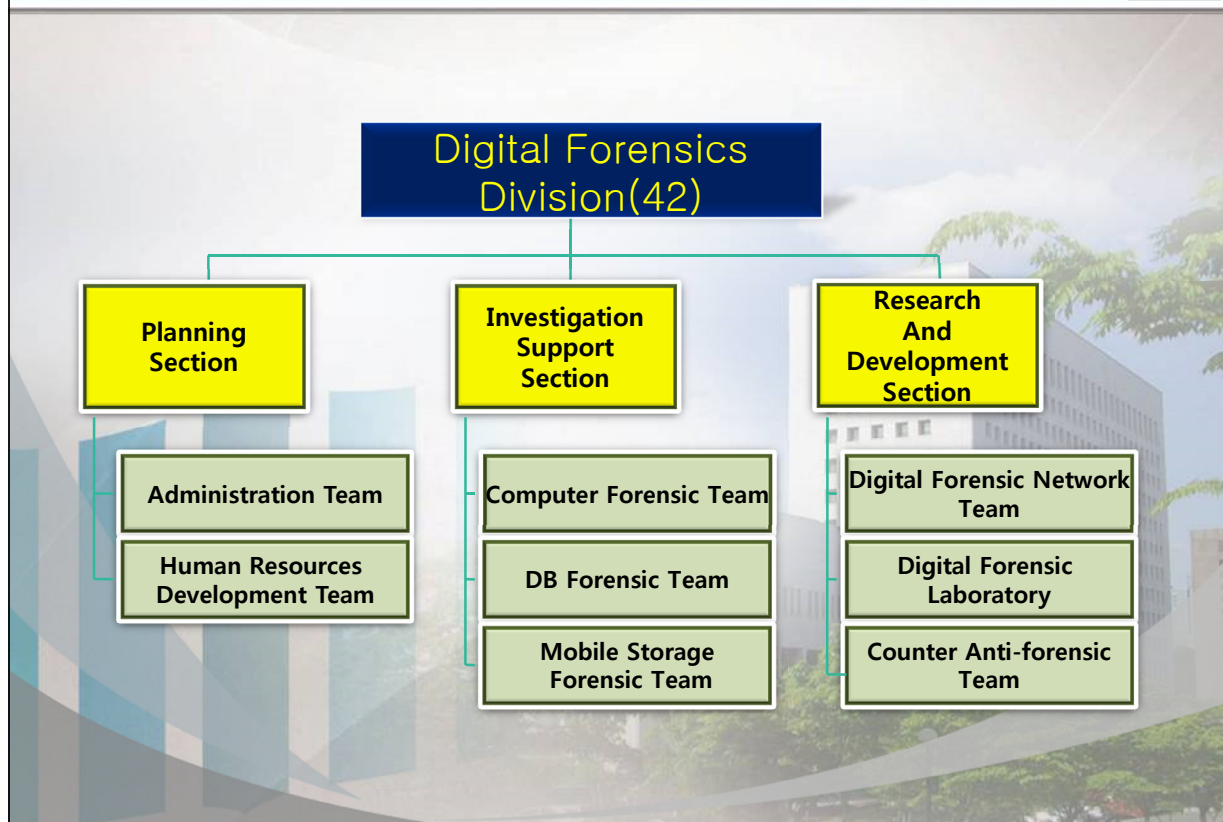 Digital Forensics
Division(42)
Planning
Section
Administration Team
Human Resources
Development Team
Investigation
Support
Section
Computer Forensic Team
DB Forensic Team
Mobile Storage
Forensic Team
Research
And
Development
Section
Digital Forensic Network
Team
Digital Forensic
Laboratory
Counter Anti-forensic
Team